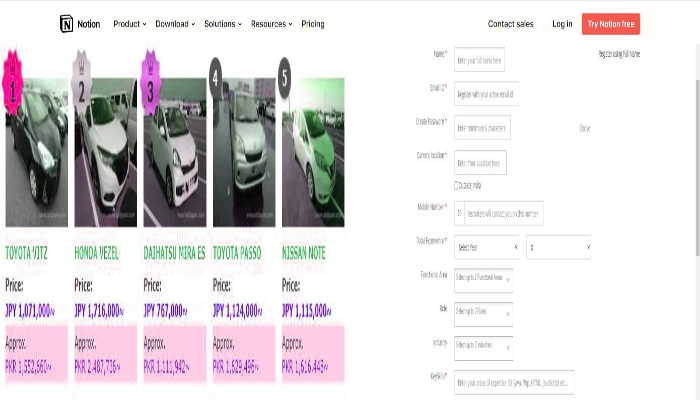 Notion
Product
Download
Solutions
Resources
Pricing
Contact sales
Log in
Try Notion free
1
2
3
4
5
TOYOTA VITZ
HONDA VEZEL
DAIHATSU MIRA ES
TOYOTA PASSO
NISSAN NOTE
Price:
Price:
Price:
Price:
Price:
JPY 1,071,000~
JPY 1,716,000~
JPY 767,000~
JPY 1,124,000~
JPY 1,115,000~
Approx.
Approx.
Approx.
Approx.
Approx.
PKR 1,552,660~
PKR 2,487,736~
PKR 1,111,942~
PKR 1,629,496~
PKR 1,616,448~
Name*
Enter your full name here
Register using Full Name
Email ID*
Register with your active email id
Create Password*
Enter minimum 6 characters
Show
Current location*
Enter Your Location here
Outside India
Mobile Number*
91
Recruiters will contact you on this number
Total Experience*
Select Year
0
Functional Area
Select up to 2 Functional Areas
Role
Select up to 2 Roles
Industry
Select up to 2 Industries
KeySkills*
Enter your areas of expertise. EX: Java, Php, HTML, JavaScript etc...